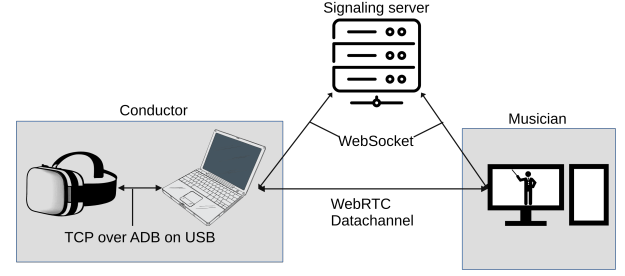 Signaling server
Conductor
Musician
WebSocket
WebRTC
Datachannel
TCP over ADB on USB